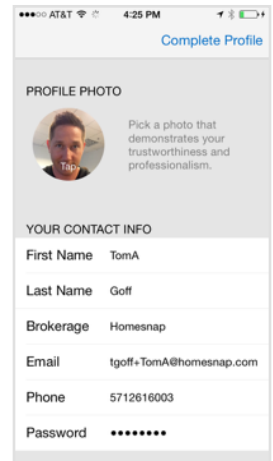 AT&T 4:25 PM
Complete Profile
PROFILE PHOTO
Tap
Pick a photo that
demonstrates your
trustworthiness and
professionalism.
YOUR CONTACT INFO
First Name TomA
Last Name Goff
Brokerage Homesnap
Email tgoff+TomA@homesnap.com
Phone 5712616003
Password ••••••••